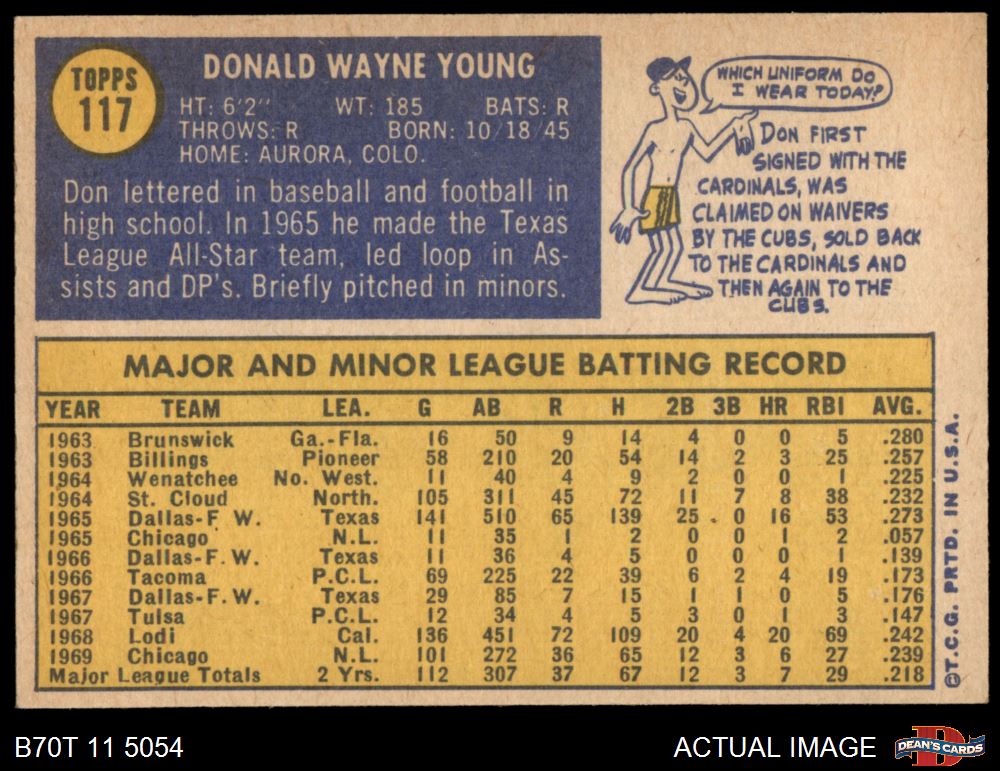 TOPPS
117
DONALD WAYNE YOUNG
HT: 6'2" WT: 185 BATS: R
THROWS: R BORN: 10/18/45
HOME: AURORA, COLO.
Don lettered in baseball and football in
high school. In 1965 he made the Texas
League All-Star team, led loop in As-
sists and DP's. Briefly pitched in minors.
WHICH UNIFORM DO
I WEAR TODAY?
DON FIRST
SIGNED WITH THE
CARDINALS, WAS
CLAIMED ON WAIVERS
BY THE CUBS, SOLD BACK
TO THE CARDINALS AND
THEN AGAIN TO THE
CUBS.
MAJOR AND MINOR LEAGUE BATTING RECORD
YEAR TEAM LEA. G AB R H 2B 3B HR RBI AVG.
1963 Brunswick Ga.-Fla. 16 50 9 14 4 0 0 5 .280
1963 Billings Pioneer 58 210 20 54 14 2 3 25 .257
1964 Wenatchee No. West. 11 40 4 9 2 0 0 1 .225
1964 St. Cloud North. 105 311 45 72 11 7 8 38 .232
1965 Dallas-F. W. Texas 141 510 65 139 25 0 16 53 .273
1965 Chicago N.L. 11 35 1 2 0 0 1 2 .057
1966 Dallas-F. W. Texas 11 36 4 5 0 0 0 1 .139
1966 Tacoma P.C.L. 69 225 22 39 6 2 4 19 .173
1967 Dallas-F. W. Texas 29 85 7 15 1 1 0 5 .176
1967 Tulsa P.C.L. 12 34 4 5 3 0 1 3 .147
1968 Lodi Cal. 136 451 72 109 20 4 20 69 .242
1969 Chicago N.L. 101 272 36 65 12 3 6 27 .239
Major League Totals 2 Yrs. 112 307 37 67 12 3 7 29 .218
©T.C.G. PRTD. IN U.S.A.
B70T 11 5054
ACTUAL IMAGE
D
DEAN'S CARDS